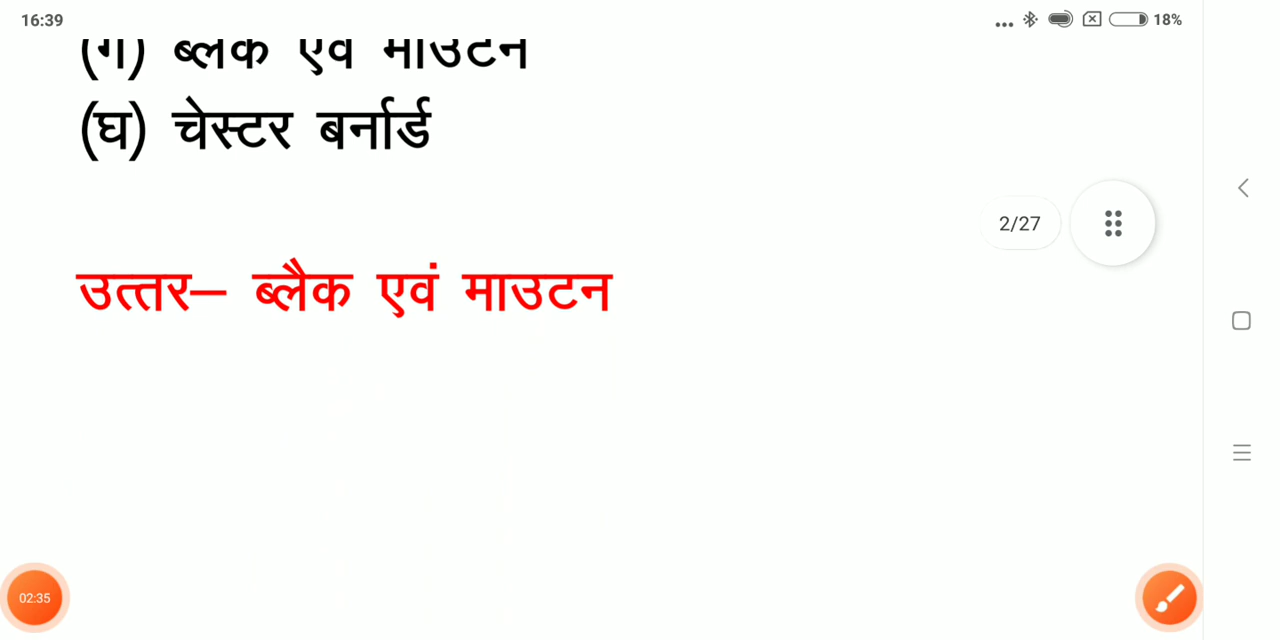 16:39
18%
(ग) ब्लैक एवं माउटन
(घ) चेस्टर बर्नार्ड
2/27
उत्तर– ब्लैक एवं माउटन
02:35